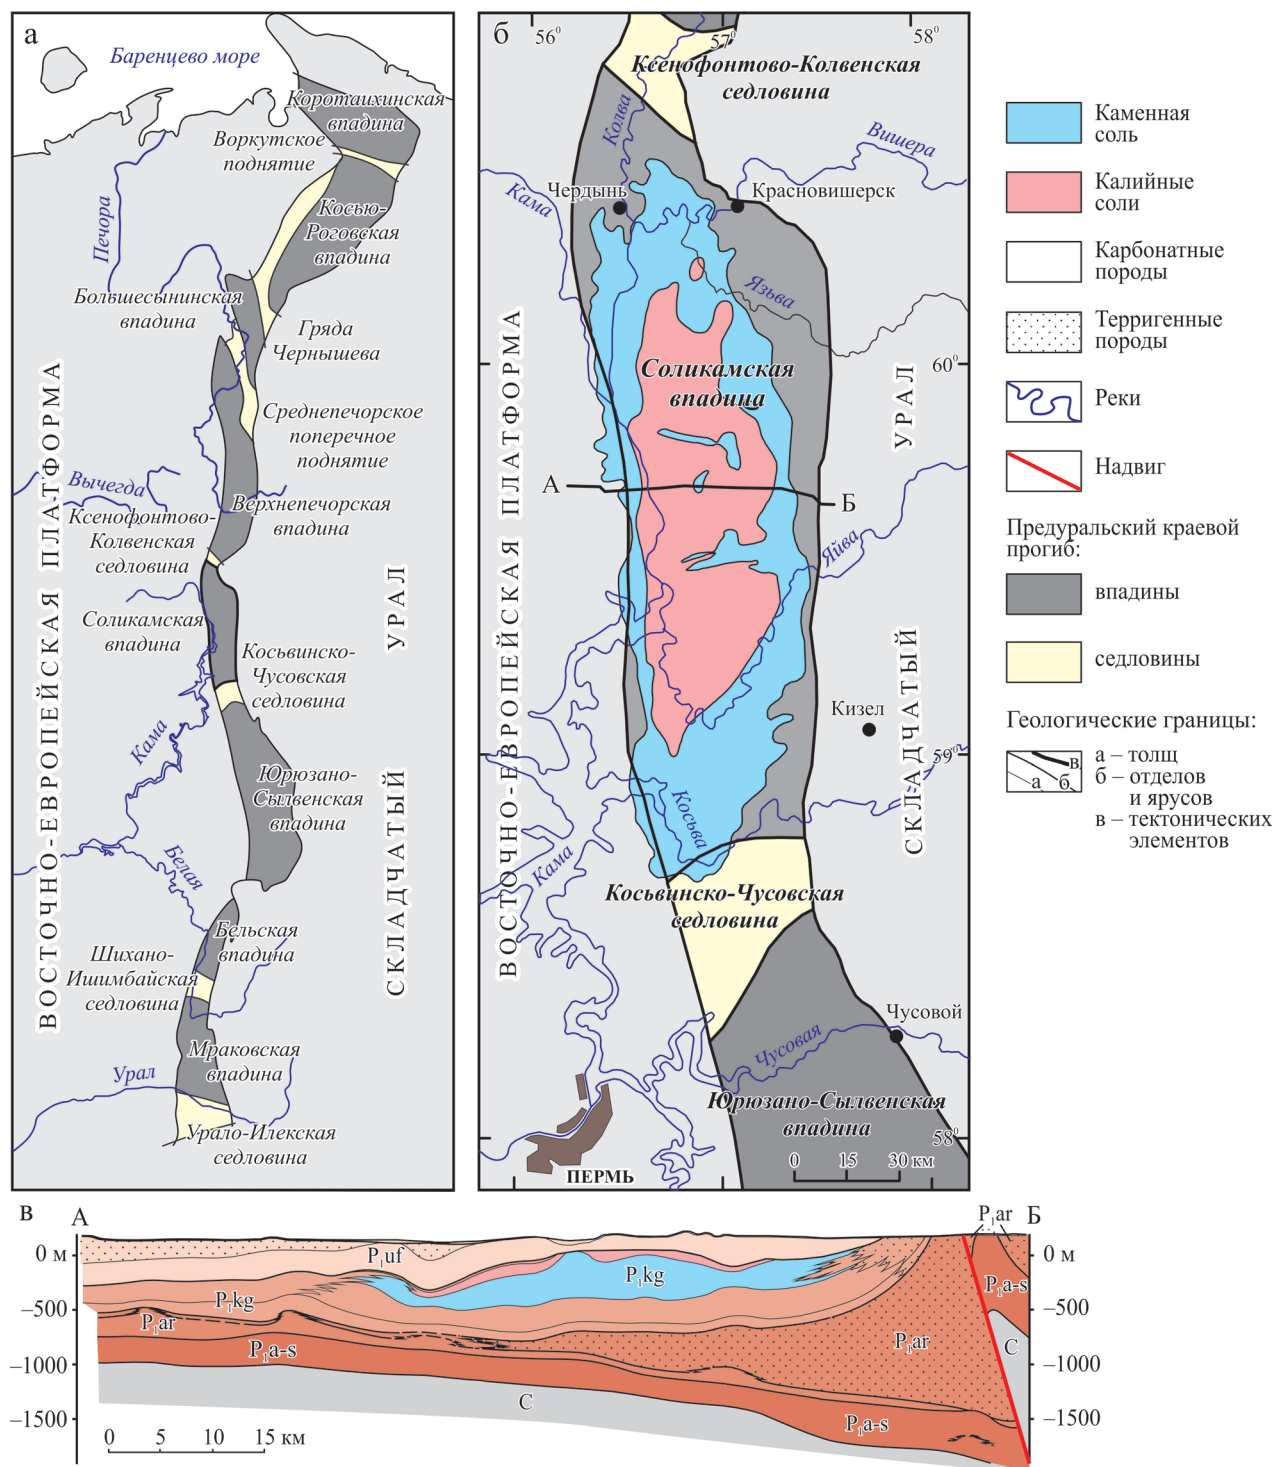 а
Баренцево море
Коротаихинская
впадина
Воркутское
поднятие
Печора
Косью-
Роговская
впадина
Большесынинская
впадина
Гряда
Чернышева
Среднепечорское
поперечное
поднятие
Вычегда
Верхнепечорская
впадина
Ксенофонтово-
Колвенская
седловина
Соликамская
впадина
Косьвинско-
Чусовская
седловина
Кама
Юрюзано-
Сылвенская
впадина
Белая
Бельская
впадина
Шихано-
Ишимбайская
седловина
Мраковская
впадина
Урал
Урало-Илекская
седловина
ВОСТОЧНО-ЕВРОПЕЙСКАЯ ПЛАТФОРМА
СКЛАДЧАТЫЙ УРАЛ
б
56⁰
57⁰
58⁰
Ксенофонтово-Колвенская
седловина
Колва
Вишера
Чердынь
Красновишерск
Кама
Язьва
60⁰
Соликамская
впадина
А
Б
Яйва
Кизел
59⁰
Косьва
Кама
Косьвинско-Чусовская
седловина
Чусовой
Чусовая
Юрюзано-Сылвенская
впадина
58⁰
ПЕРМЬ
0 15 30 км
ВОСТОЧНО-ЕВРОПЕЙСКАЯ ПЛАТФОРМА
СКЛАДЧАТЫЙ УРАЛ
Каменная
соль
Калийные
соли
Карбонатные
породы
Терригенные
породы
Реки
Надвиг
Предуральский краевой
прогиб:
впадины
седловины
Геологические границы:
а б в
а – толщ
б – отделов
и ярусов
в – тектонических
элементов
в
А
Б
P₁ar
0 м
–500
–1000
–1500
P₁uf
P₁kg
P₁kg
P₁ar
P₁a-s
С
P₁ar
P₁a-s
P₁a-s
С
0 м
–500
–1000
–1500
0 5 10 15 км